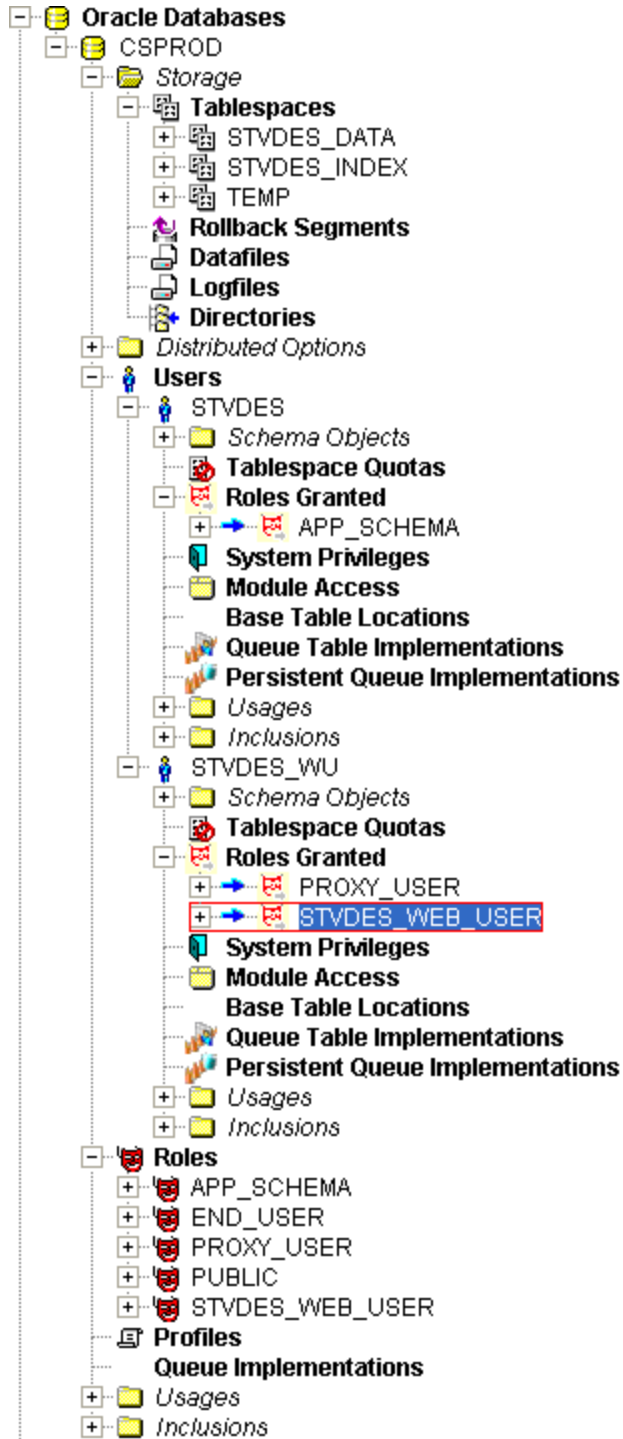 Oracle Databases
CSPROD
Storage
Tablespaces
STVDES_DATA
STVDES_INDEX
TEMP
Rollback Segments
Datafiles
Logfiles
Directories
Distributed Options
Users
STVDES
Schema Objects
Tablespace Quotas
Roles Granted
APP_SCHEMA
System Privileges
Module Access
Base Table Locations
Queue Table Implementations
Persistent Queue Implementations
Usages
Inclusions
STVDES_WU
Schema Objects
Tablespace Quotas
Roles Granted
PROXY_USER
STVDES_WEB_USER
System Privileges
Module Access
Base Table Locations
Queue Table Implementations
Persistent Queue Implementations
Usages
Inclusions
Roles
APP_SCHEMA
END_USER
PROXY_USER
PUBLIC
STVDES_WEB_USER
Profiles
Queue Implementations
Usages
Inclusions